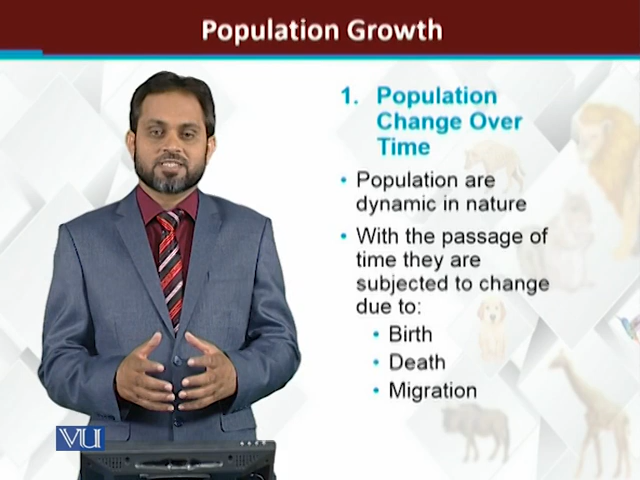 Population Growth
1. Population
Change Over
Time
• Population are
dynamic in nature
• With the passage of
time they are
subjected to change
due to:
• Birth
• Death
• Migration
VU